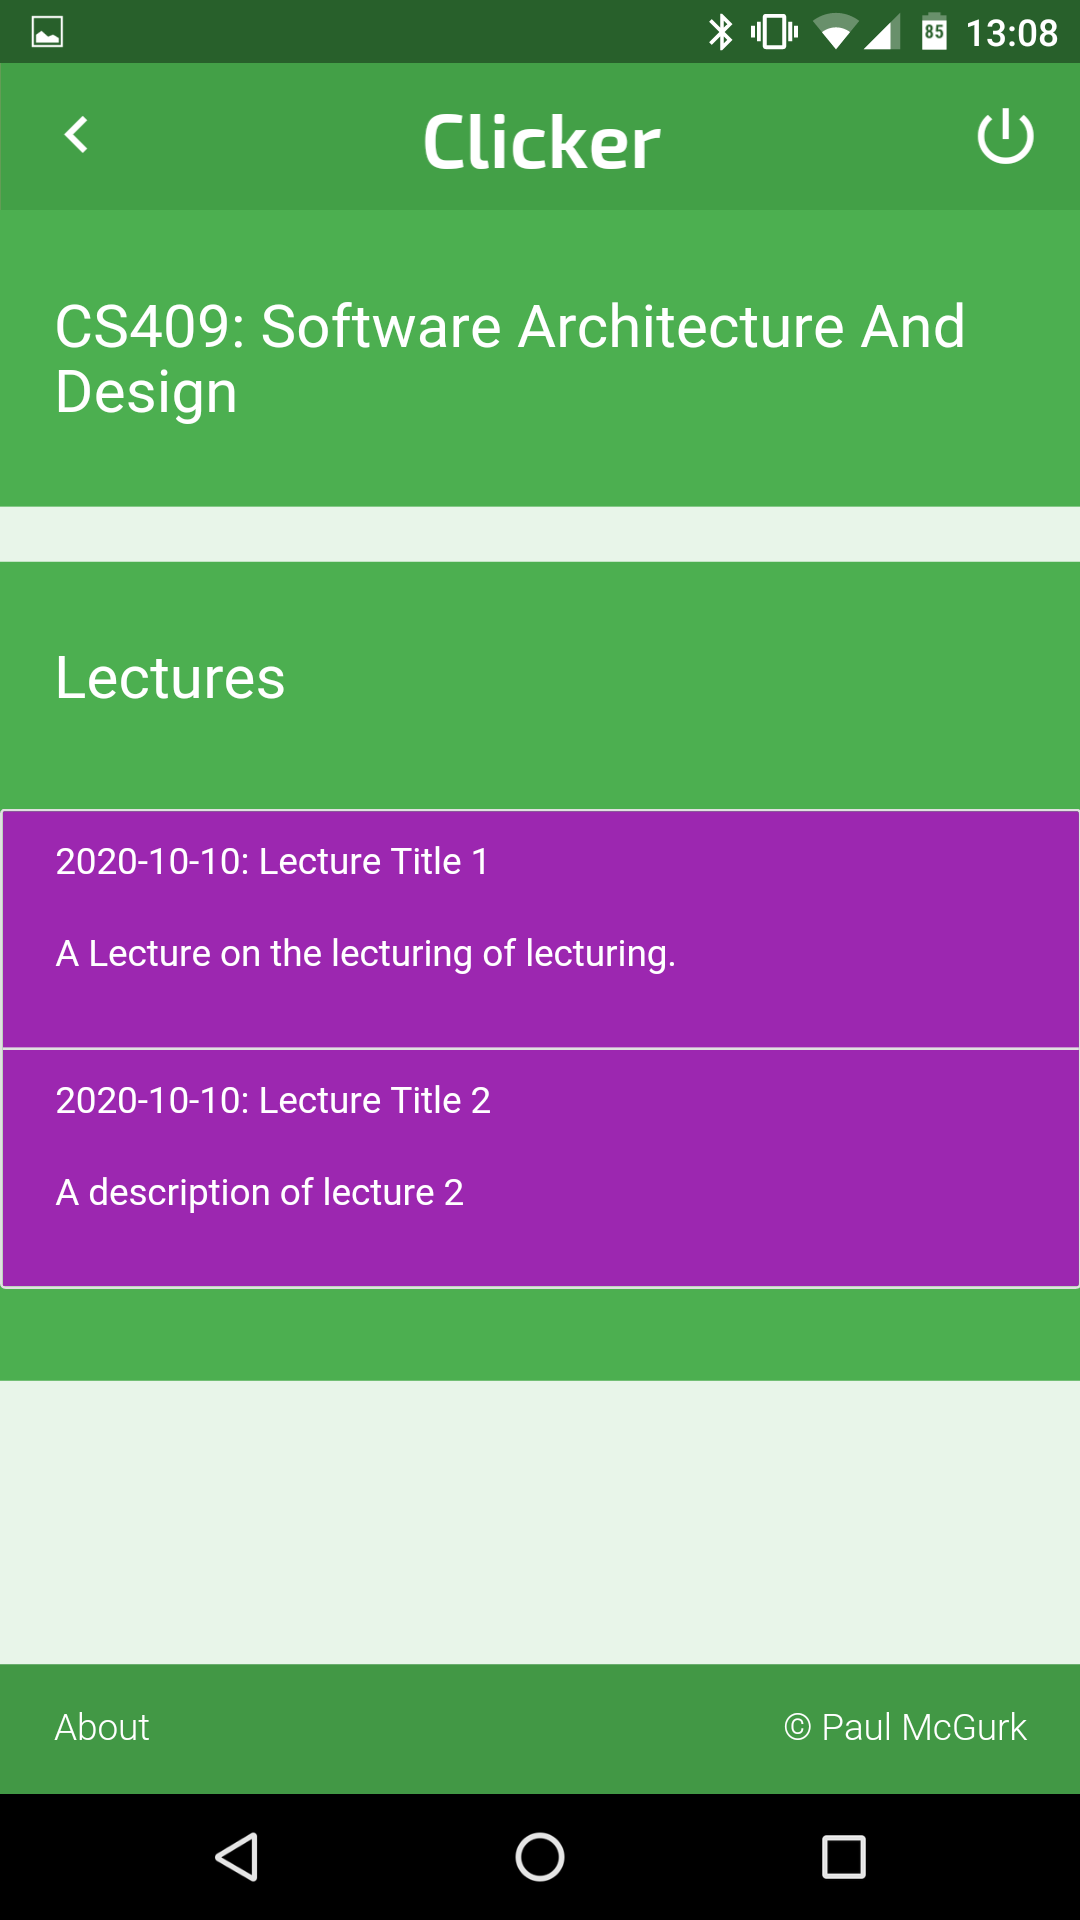 85 13:08
Clicker
CS409: Software Architecture And
Design
Lectures
2020-10-10: Lecture Title 1
A Lecture on the lecturing of lecturing.
2020-10-10: Lecture Title 2
A description of lecture 2
About © Paul McGurk